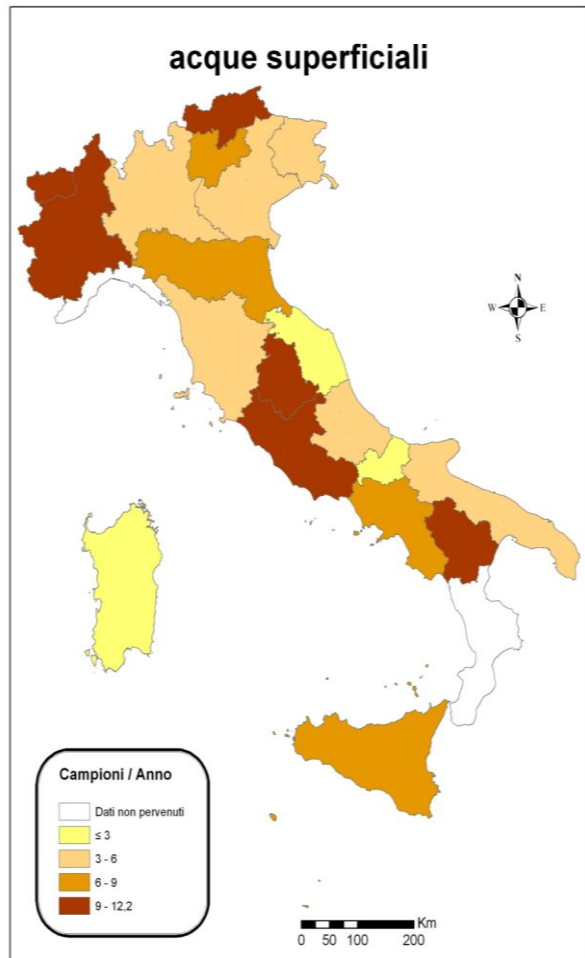 acque superficiali
N
W E
S
Campioni / Anno
Dati non pervenuti
≤ 3
3 - 6
6 - 9
9 - 12,2
Km
0 50 100 200